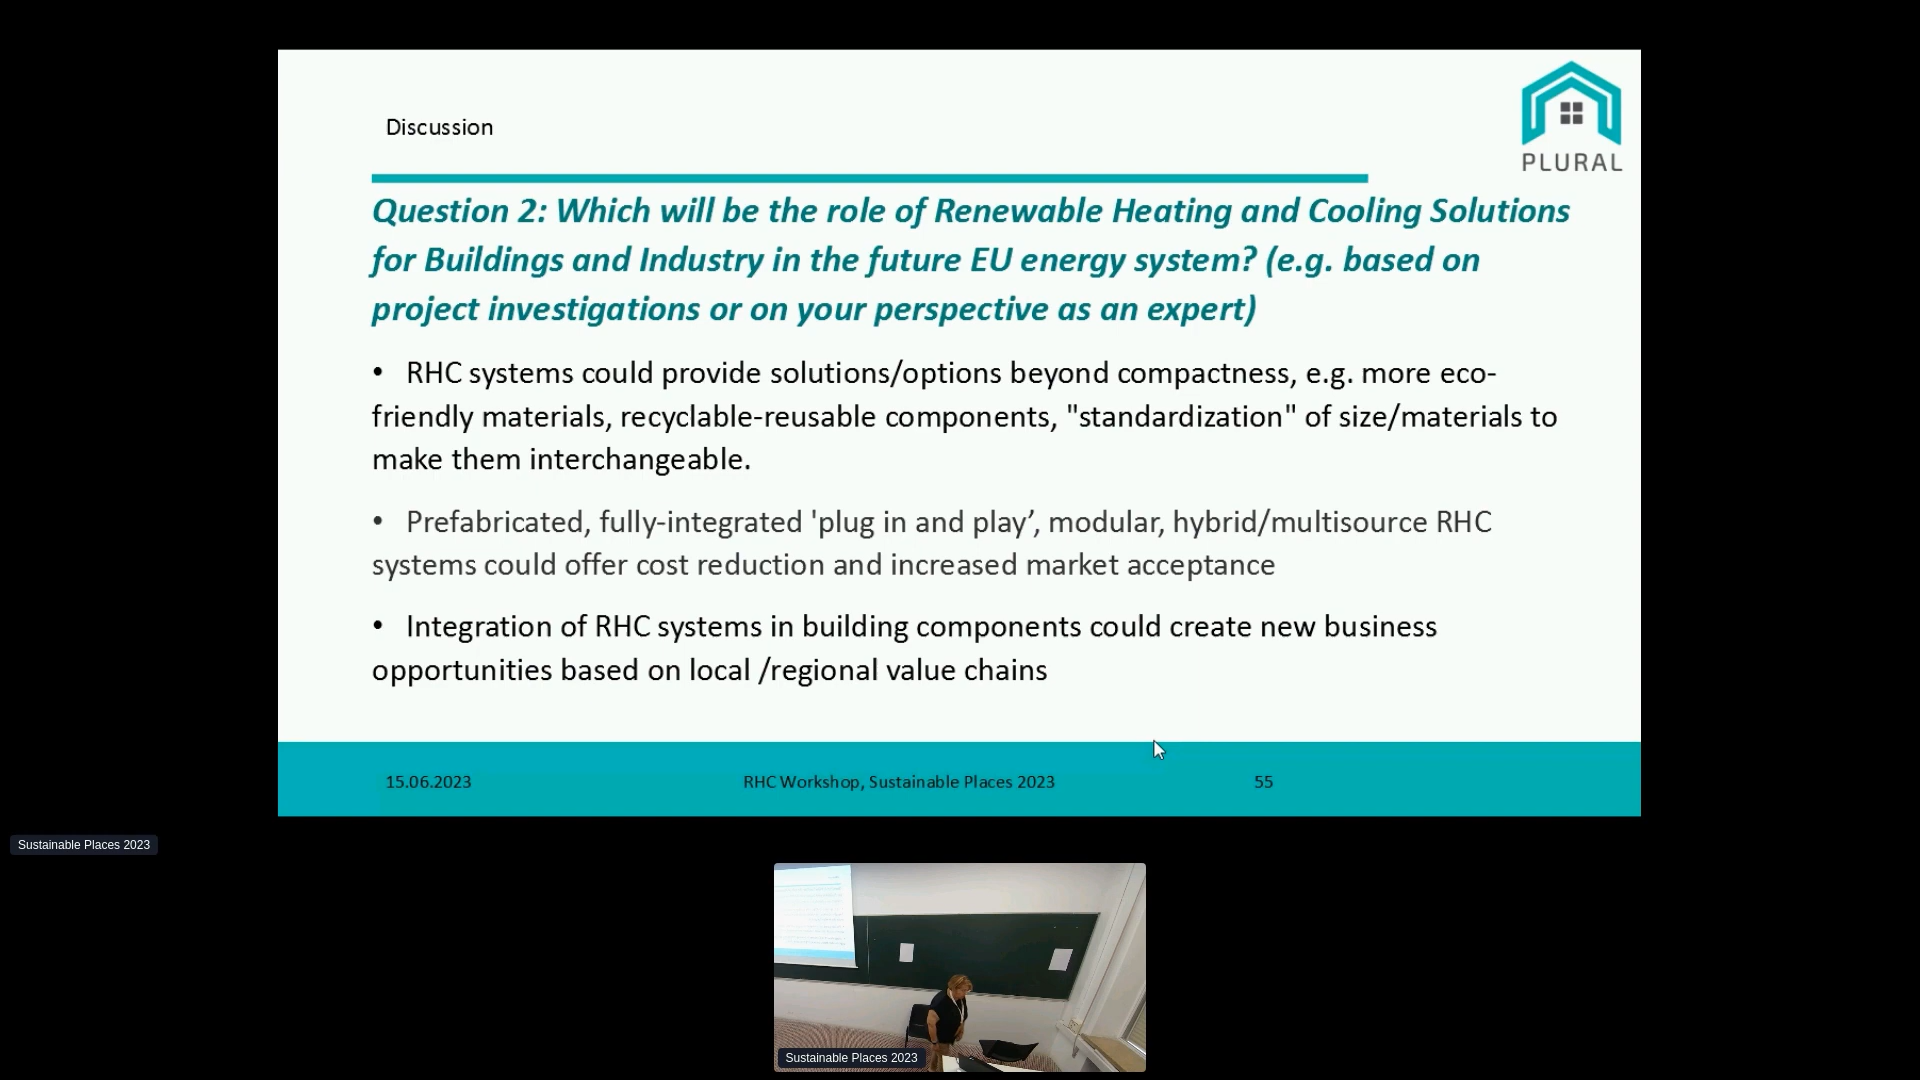 Discussion
PLURAL
Question 2: Which will be the role of Renewable Heating and Cooling Solutions
for Buildings and Industry in the future EU energy system? (e.g. based on
project investigations or on your perspective as an expert)
• RHC systems could provide solutions/options beyond compactness, e.g. more eco-
friendly materials, recyclable-reusable components, "standardization" of size/materials to
make them interchangeable.
• Prefabricated, fully-integrated 'plug in and play’, modular, hybrid/multisource RHC
systems could offer cost reduction and increased market acceptance
• Integration of RHC systems in building components could create new business
opportunities based on local /regional value chains
15.06.2023
RHC Workshop, Sustainable Places 2023
55
Sustainable Places 2023
Sustainable Places 2023